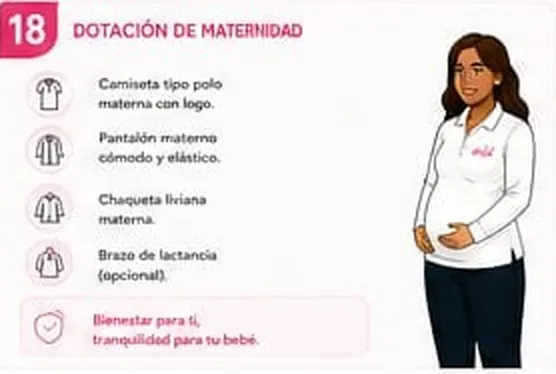 18
DOTACIÓN DE MATERNIDAD
Camiseta tipo polo
materna con logo.
Pantalón materno
cómodo y elástico.
Chaqueta liviana
materna.
Brazo de lactancia
(opcional).
Bienestar para ti,
tranquilidad para tu bebé.